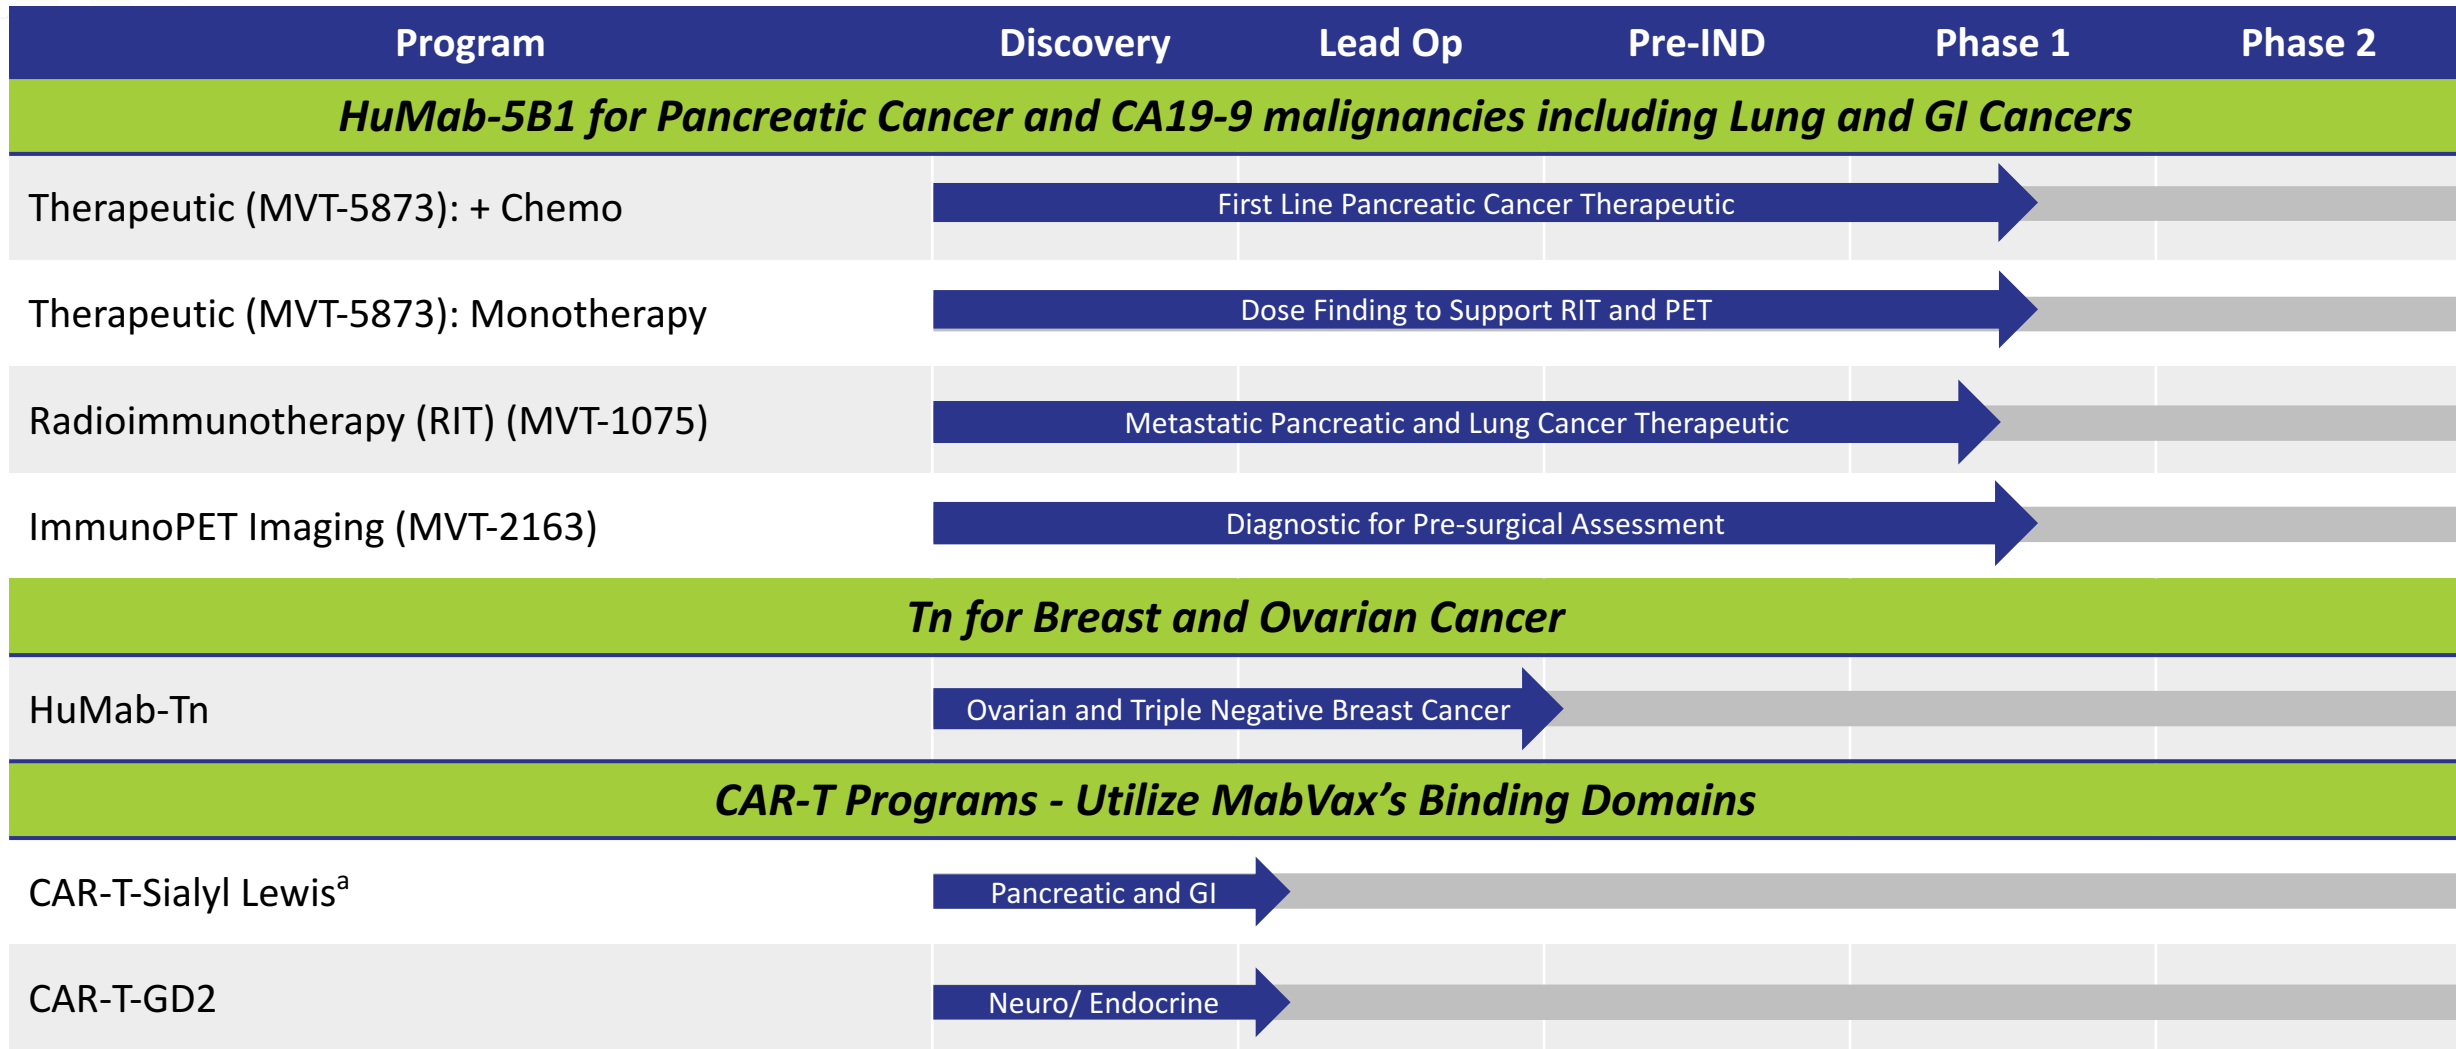 Program Discovery Lead Op Pre-IND Phase 1 Phase 2
HuMab-5B1 for Pancreatic Cancer and CA19-9 malignancies including Lung and GI Cancers
Therapeutic (MVT-5873): + Chemo First Line Pancreatic Cancer Therapeutic
Therapeutic (MVT-5873): Monotherapy Dose Finding to Support RIT and PET
Radioimmunotherapy (RIT) (MVT-1075) Metastatic Pancreatic and Lung Cancer Therapeutic
ImmunoPET Imaging (MVT-2163) Diagnostic for Pre-surgical Assessment
Tn for Breast and Ovarian Cancer
HuMab-Tn Ovarian and Triple Negative Breast Cancer
CAR-T Programs - Utilize MabVax’s Binding Domains
CAR-T-Sialyl Lewisᵃ Pancreatic and GI
CAR-T-GD2 Neuro/ Endocrine